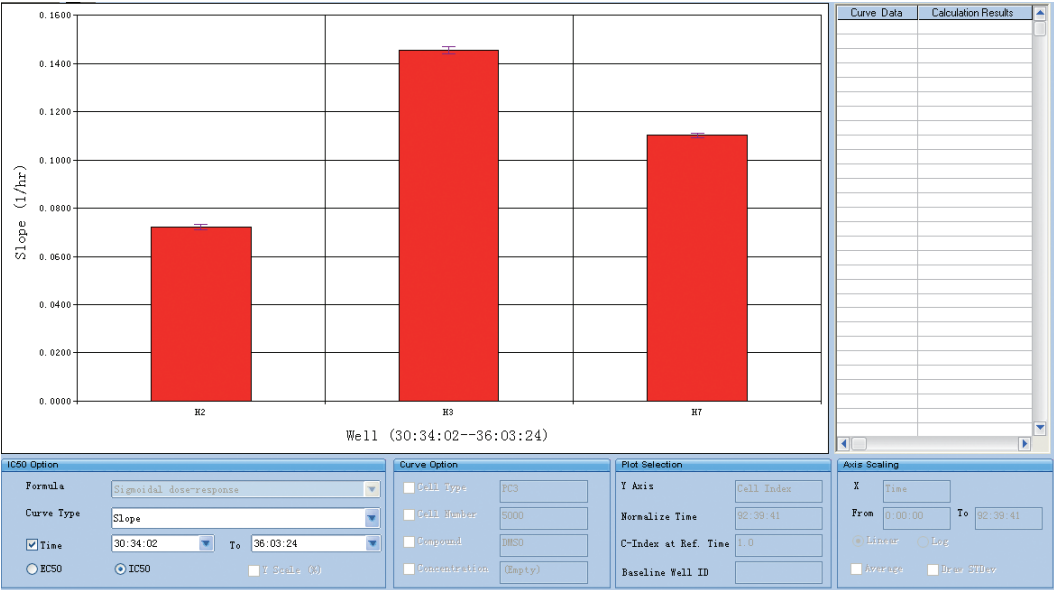 Slope (1/hr)
0.1600
0.1400
0.1200
0.1000
0.0800
0.0600
0.0400
0.0200
0.0000
H2 H3 H7
Well (30:34:02--36:03:24)
Curve Data Calculation Results
IC50 Option
Formula Sigmoidal dose-response
Curve Type Slope
Time 30:34:02 To 36:03:24
EC50 IC50 Y Scale (%)
Curve Option
Cell Type PC3
Cell Number 5000
Compound DMSO
Concentration (Empty)
Plot Selection
Y Axis Cell Index
Normalize Time 92:39:41
C-Index at Ref. Time 1.0
Baseline Well ID
Axis Scaling
X Time
From 0:00:00 To 92:39:41
Linear Log
Average Draw STDev